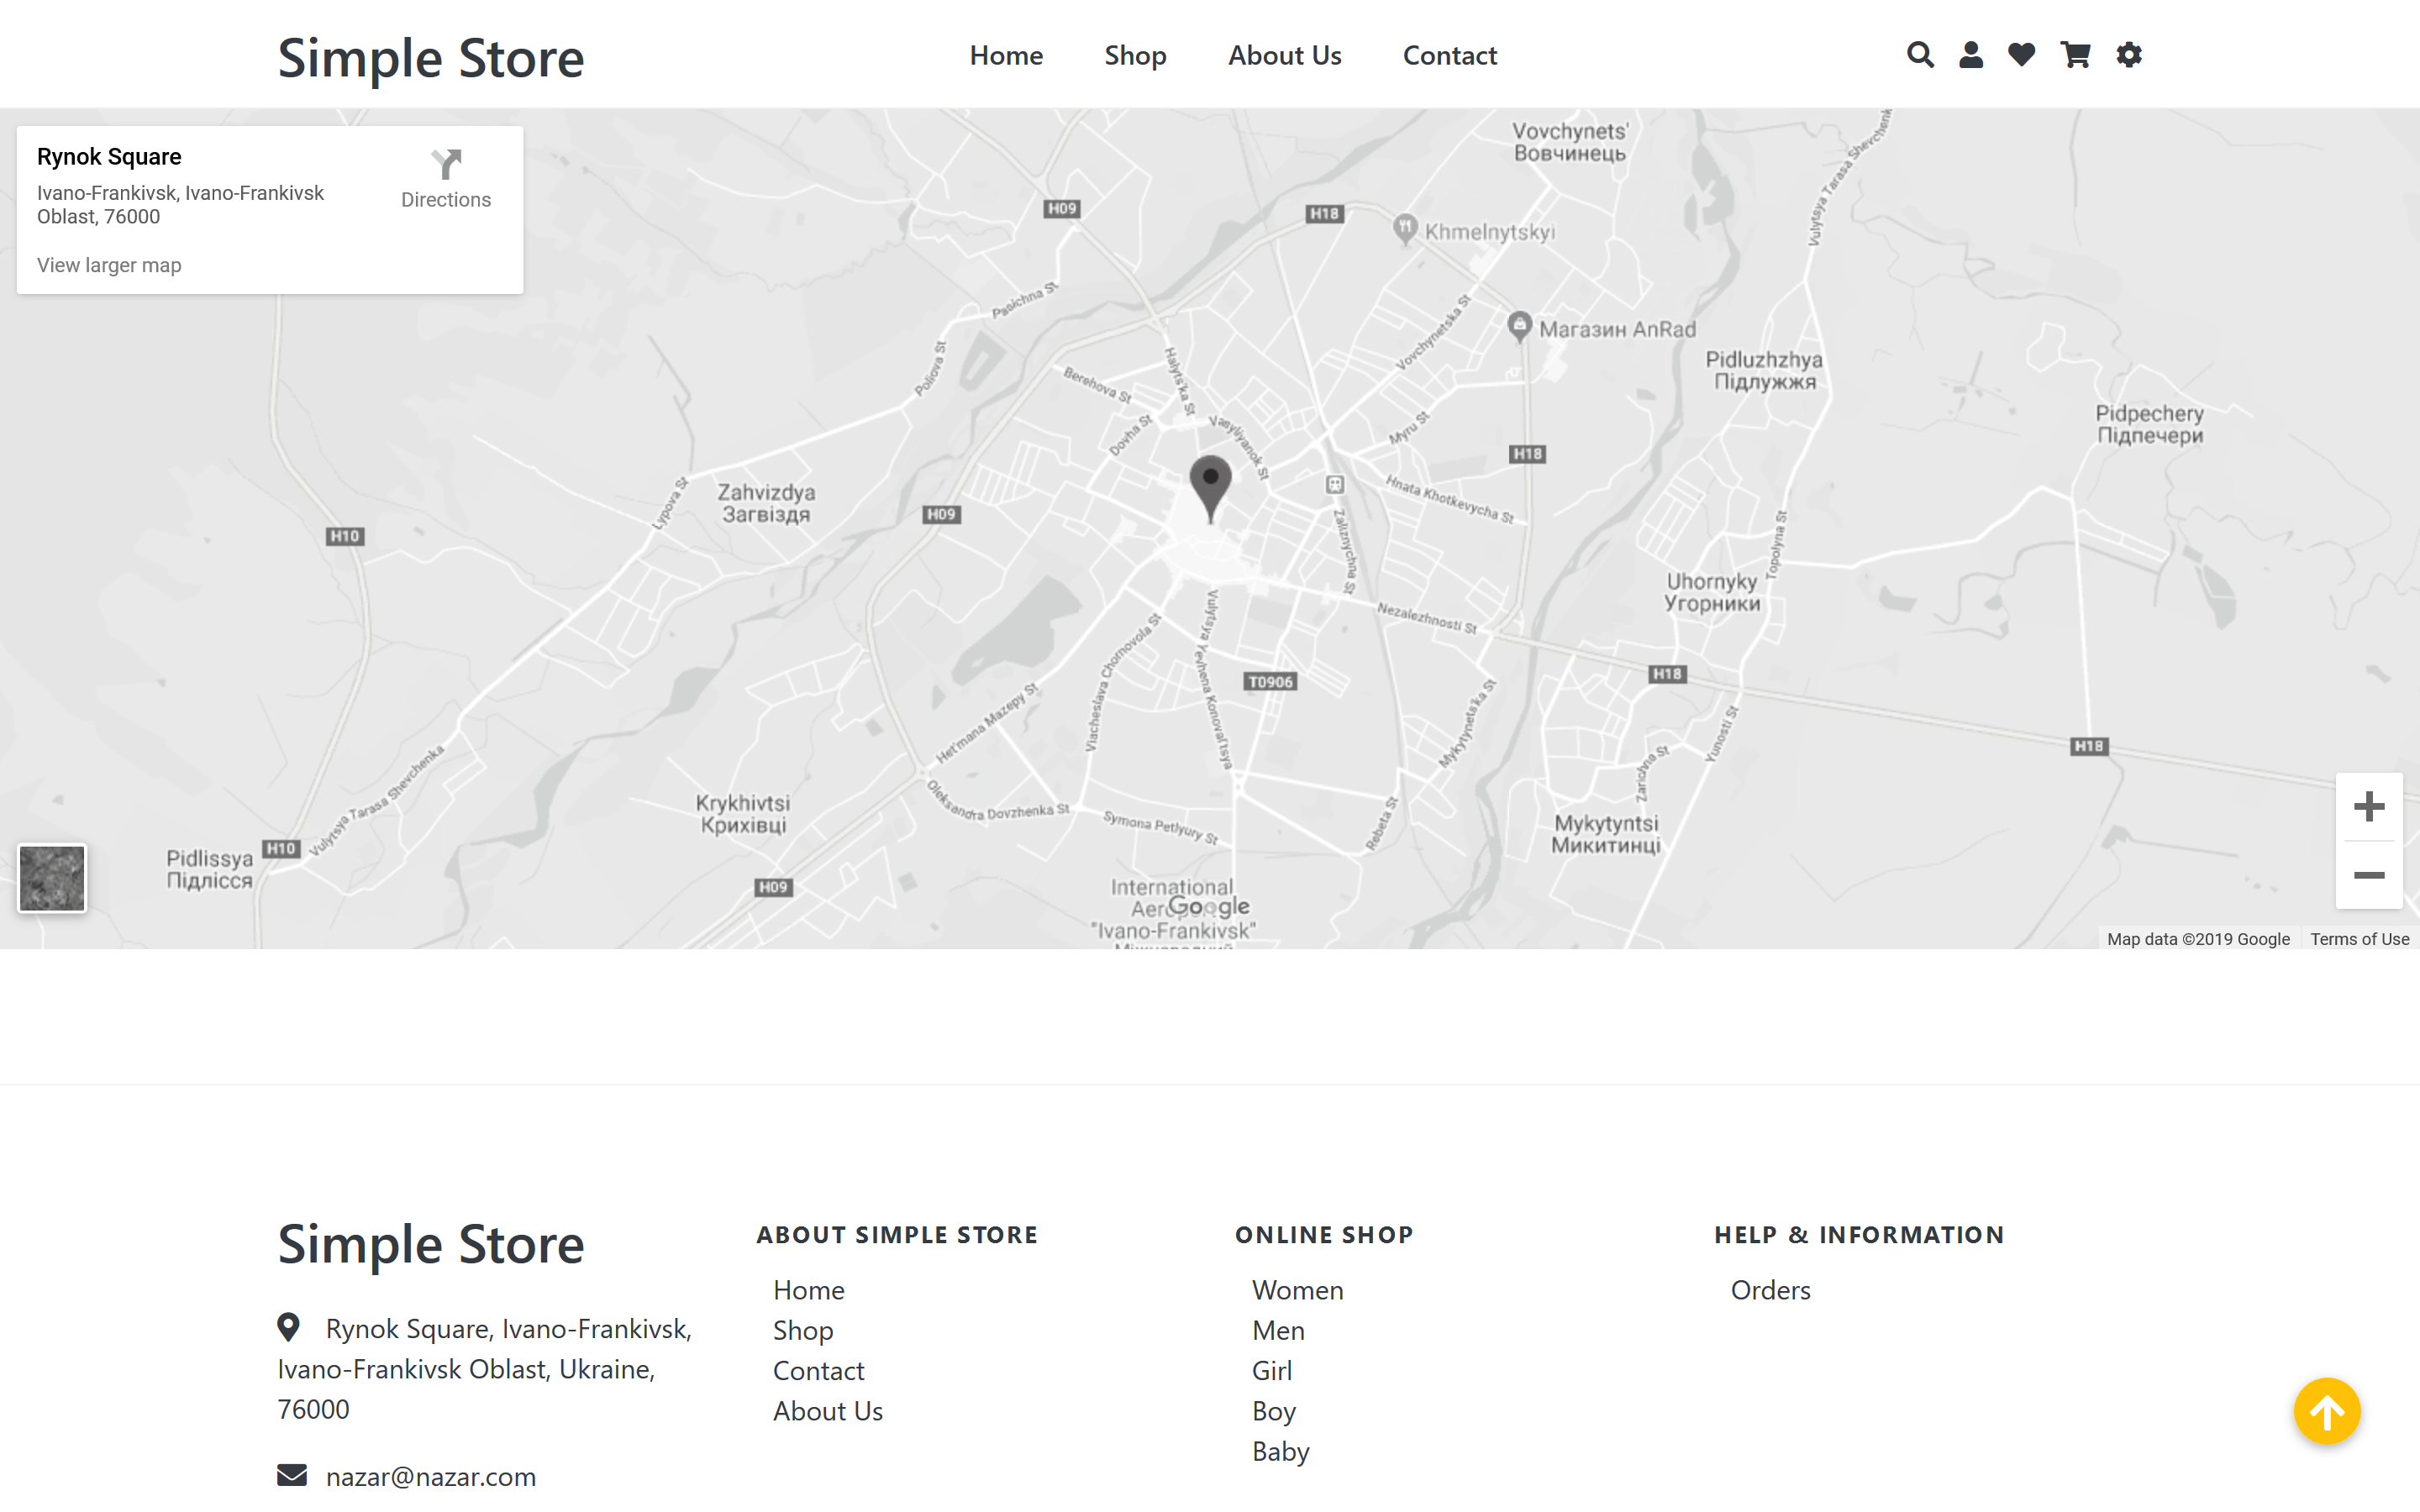 Simple Store
Home
Shop
About Us
Contact
Rynok Square
Ivano-Frankivsk, Ivano-Frankivsk
Oblast, 76000
Directions
View larger map
Vovchynets'
Вовчинець
Vulytsya Tarasa Shevchenk
H09
H18
Khmelnytskyi
Pasichna St
Vovchynetska St
Магазин AnRad
Poliova St
Halyts'ka St
Berehova St
Pidluzhzhya
Підлужжя
Dovha St
Vasyliyanok St
Myru St
Pidpechery
Підпечери
H18
Zahvizdya
Загвіздя
Lypova St
H09
Hnata Khotkevycha St
H10
Zaliznychna St
Topolyna St
Uhornyky
Угорники
Nezalezhnosti St
Viacheslava Chornovola St
Vulytsya Yevhena Konovaltsya
T0906
H18
Het'mana Mazepy St
Mykytynets'ka St
Yunosti St
H18
Zarichna St
Vulytsya Tarasa Shevchenka
Krykhivtsi
Крихівці
Oleksandra Dovzhenka St
Symona Petlyury St
Rebeta St
Mykytyntsi
Микитинці
Pidlissya
Підлісся
H10
H09
International
Aeroport
"Ivano-Frankivsk"
Google
Map data ©2019 Google
Terms of Use
Simple Store
Rynok Square, Ivano-Frankivsk,
Ivano-Frankivsk Oblast, Ukraine,
76000
nazar@nazar.com
ABOUT SIMPLE STORE
Home
Shop
Contact
About Us
ONLINE SHOP
Women
Men
Girl
Boy
Baby
HELP & INFORMATION
Orders